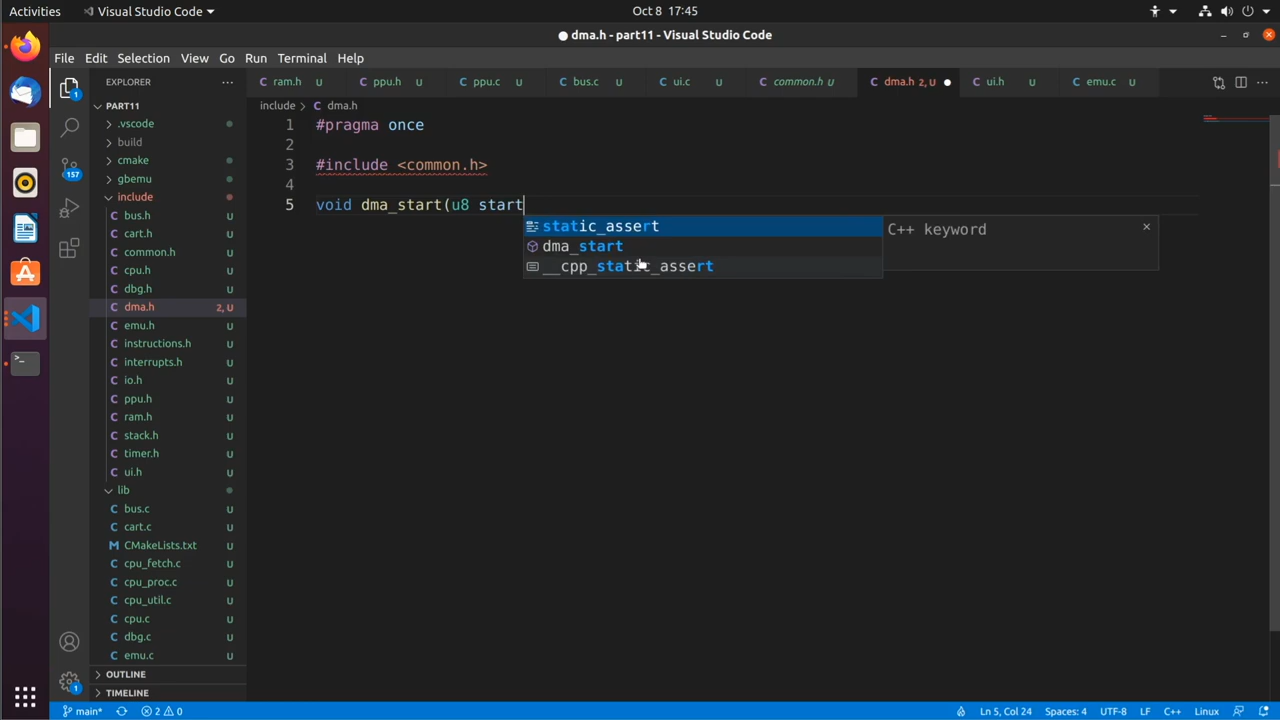 Activities
Visual Studio Code
Oct 8 17:45
● dma.h - part11 - Visual Studio Code
File Edit Selection View Go Run Terminal Help
EXPLORER
ram.h U
ppu.h U
ppu.c U
bus.c U
ui.c U
common.h U
dma.h 2, U
ui.h U
emu.c U
PART11
.vscode
build
cmake
gbemu
include
bus.h U
cart.h U
common.h U
cpu.h U
dbg.h U
dma.h 2, U
emu.h U
instructions.h U
interrupts.h U
io.h U
ppu.h U
ram.h U
stack.h U
timer.h U
ui.h U
lib
bus.c U
cart.c U
CMakeLists.txt U
cpu_fetch.c U
cpu_proc.c U
cpu_util.c U
cpu.c U
dbg.c U
emu.c U
OUTLINE
TIMELINE
1
157
1
include > C dma.h
1 #pragma once
2
3 #include <common.h>
4
5 void dma_start(u8 start
static_assert
dma_start
__cpp_static_assert
C++ keyword
main*
2 0
Ln 5, Col 24
Spaces: 4
UTF-8
LF
C++
Linux